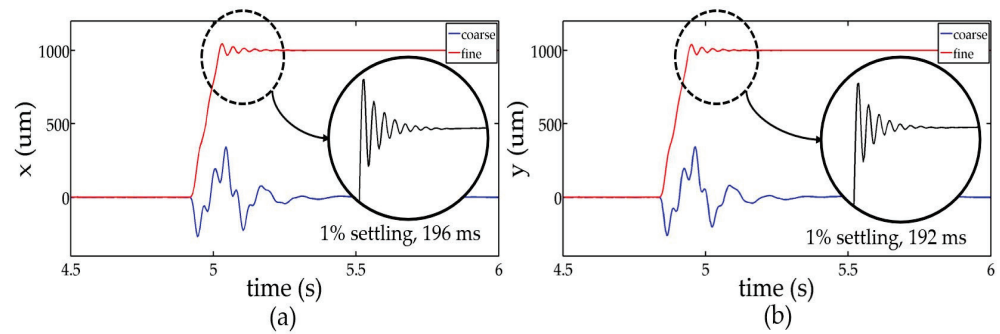 x (um)
1000
500
0
coarse
fine
1% settling, 196 ms
4.5
5
5.5
6
time (s)
(a)
y (um)
1000
500
0
coarse
fine
1% settling, 192 ms
4.5
5
5.5
6
time (s)
(b)